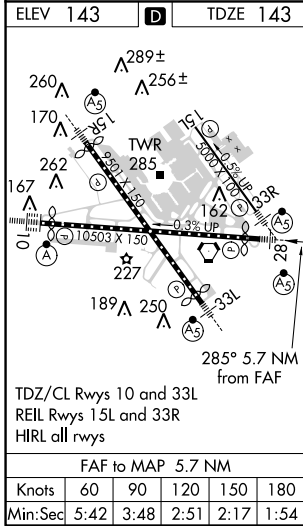 ELEV 143 D TDZE 143
289±
260 A5 256±
170 15R 15L P
TWR
285
0.5% UP
5000 X 100
262 9501 X 150 P
167 162 33R A5
0.3% UP
10 10503 X 150 28
A P P
227 P A5
189 250 33L
A5
285° 5.7 NM
from FAF
TDZ/CL Rwys 10 and 33L
REIL Rwys 15L and 33R
HIRL all rwys
FAF to MAP 5.7 NM
Knots 60 90 120 150 180
Min:Sec 5:42 3:48 2:51 2:17 1:54